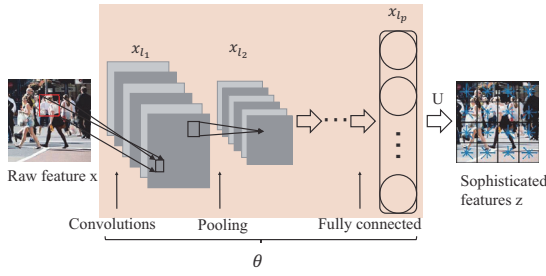 x_{l_1}
x_{l_2}
x_{l_p}
U
Raw feature x
Sophisticated
features z
Convolutions
Pooling
Fully connected
θ